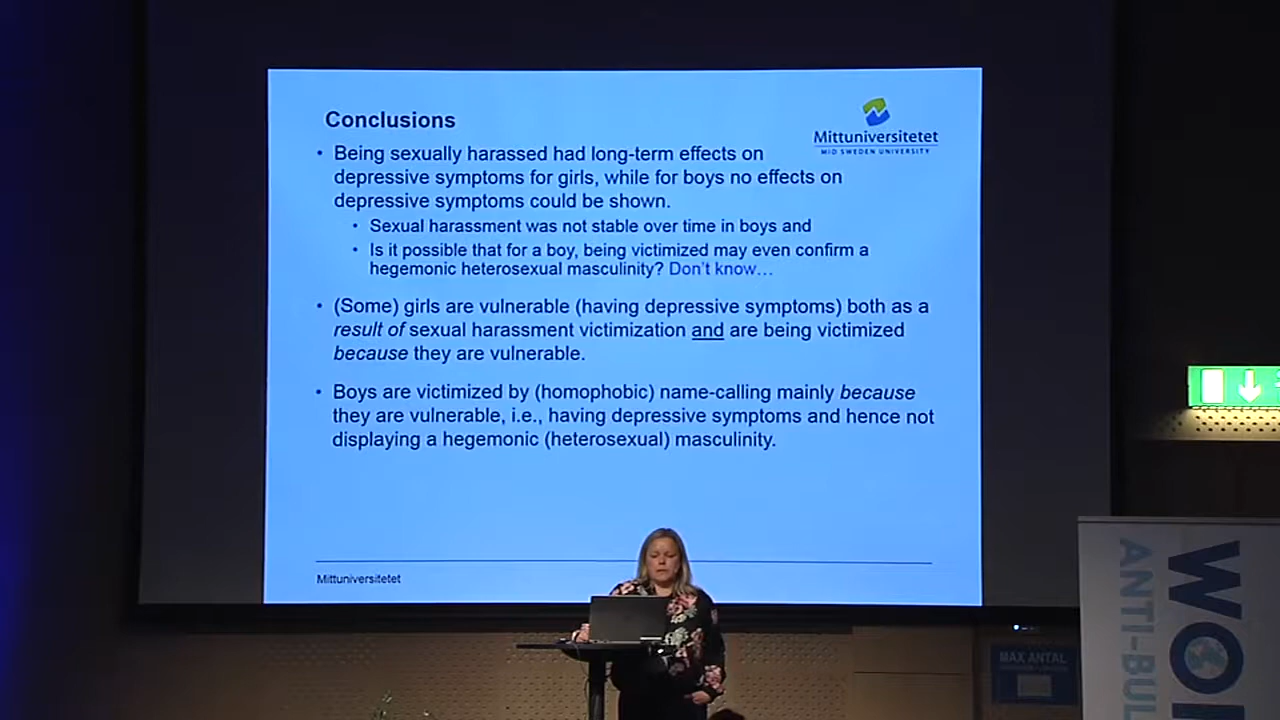 Conclusions
Mittuniversitetet
MID SWEDEN UNIVERSITY
• Being sexually harassed had long-term effects on
depressive symptoms for girls, while for boys no effects on
depressive symptoms could be shown.
• Sexual harassment was not stable over time in boys and
• Is it possible that for a boy, being victimized may even confirm a
hegemonic heterosexual masculinity? Don't know…
• (Some) girls are vulnerable (having depressive symptoms) both as a
result of sexual harassment victimization and are being victimized
because they are vulnerable.
• Boys are victimized by (homophobic) name-calling mainly because
they are vulnerable, i.e., having depressive symptoms and hence not
displaying a hegemonic (heterosexual) masculinity.
Mittuniversitetet
MAX ANTAL
WO
ANTI-BUL